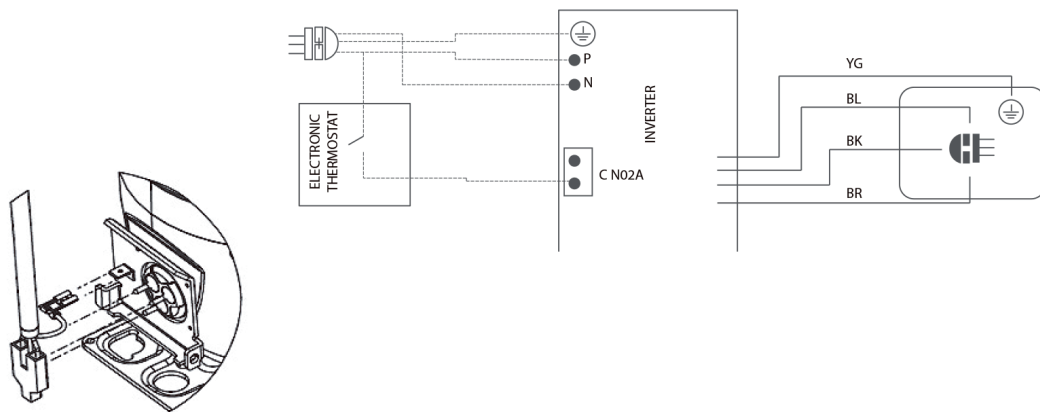 P
N
ELECTRONIC
THERMOSTAT
INVERTER
C N02A
YG
BL
BK
BR